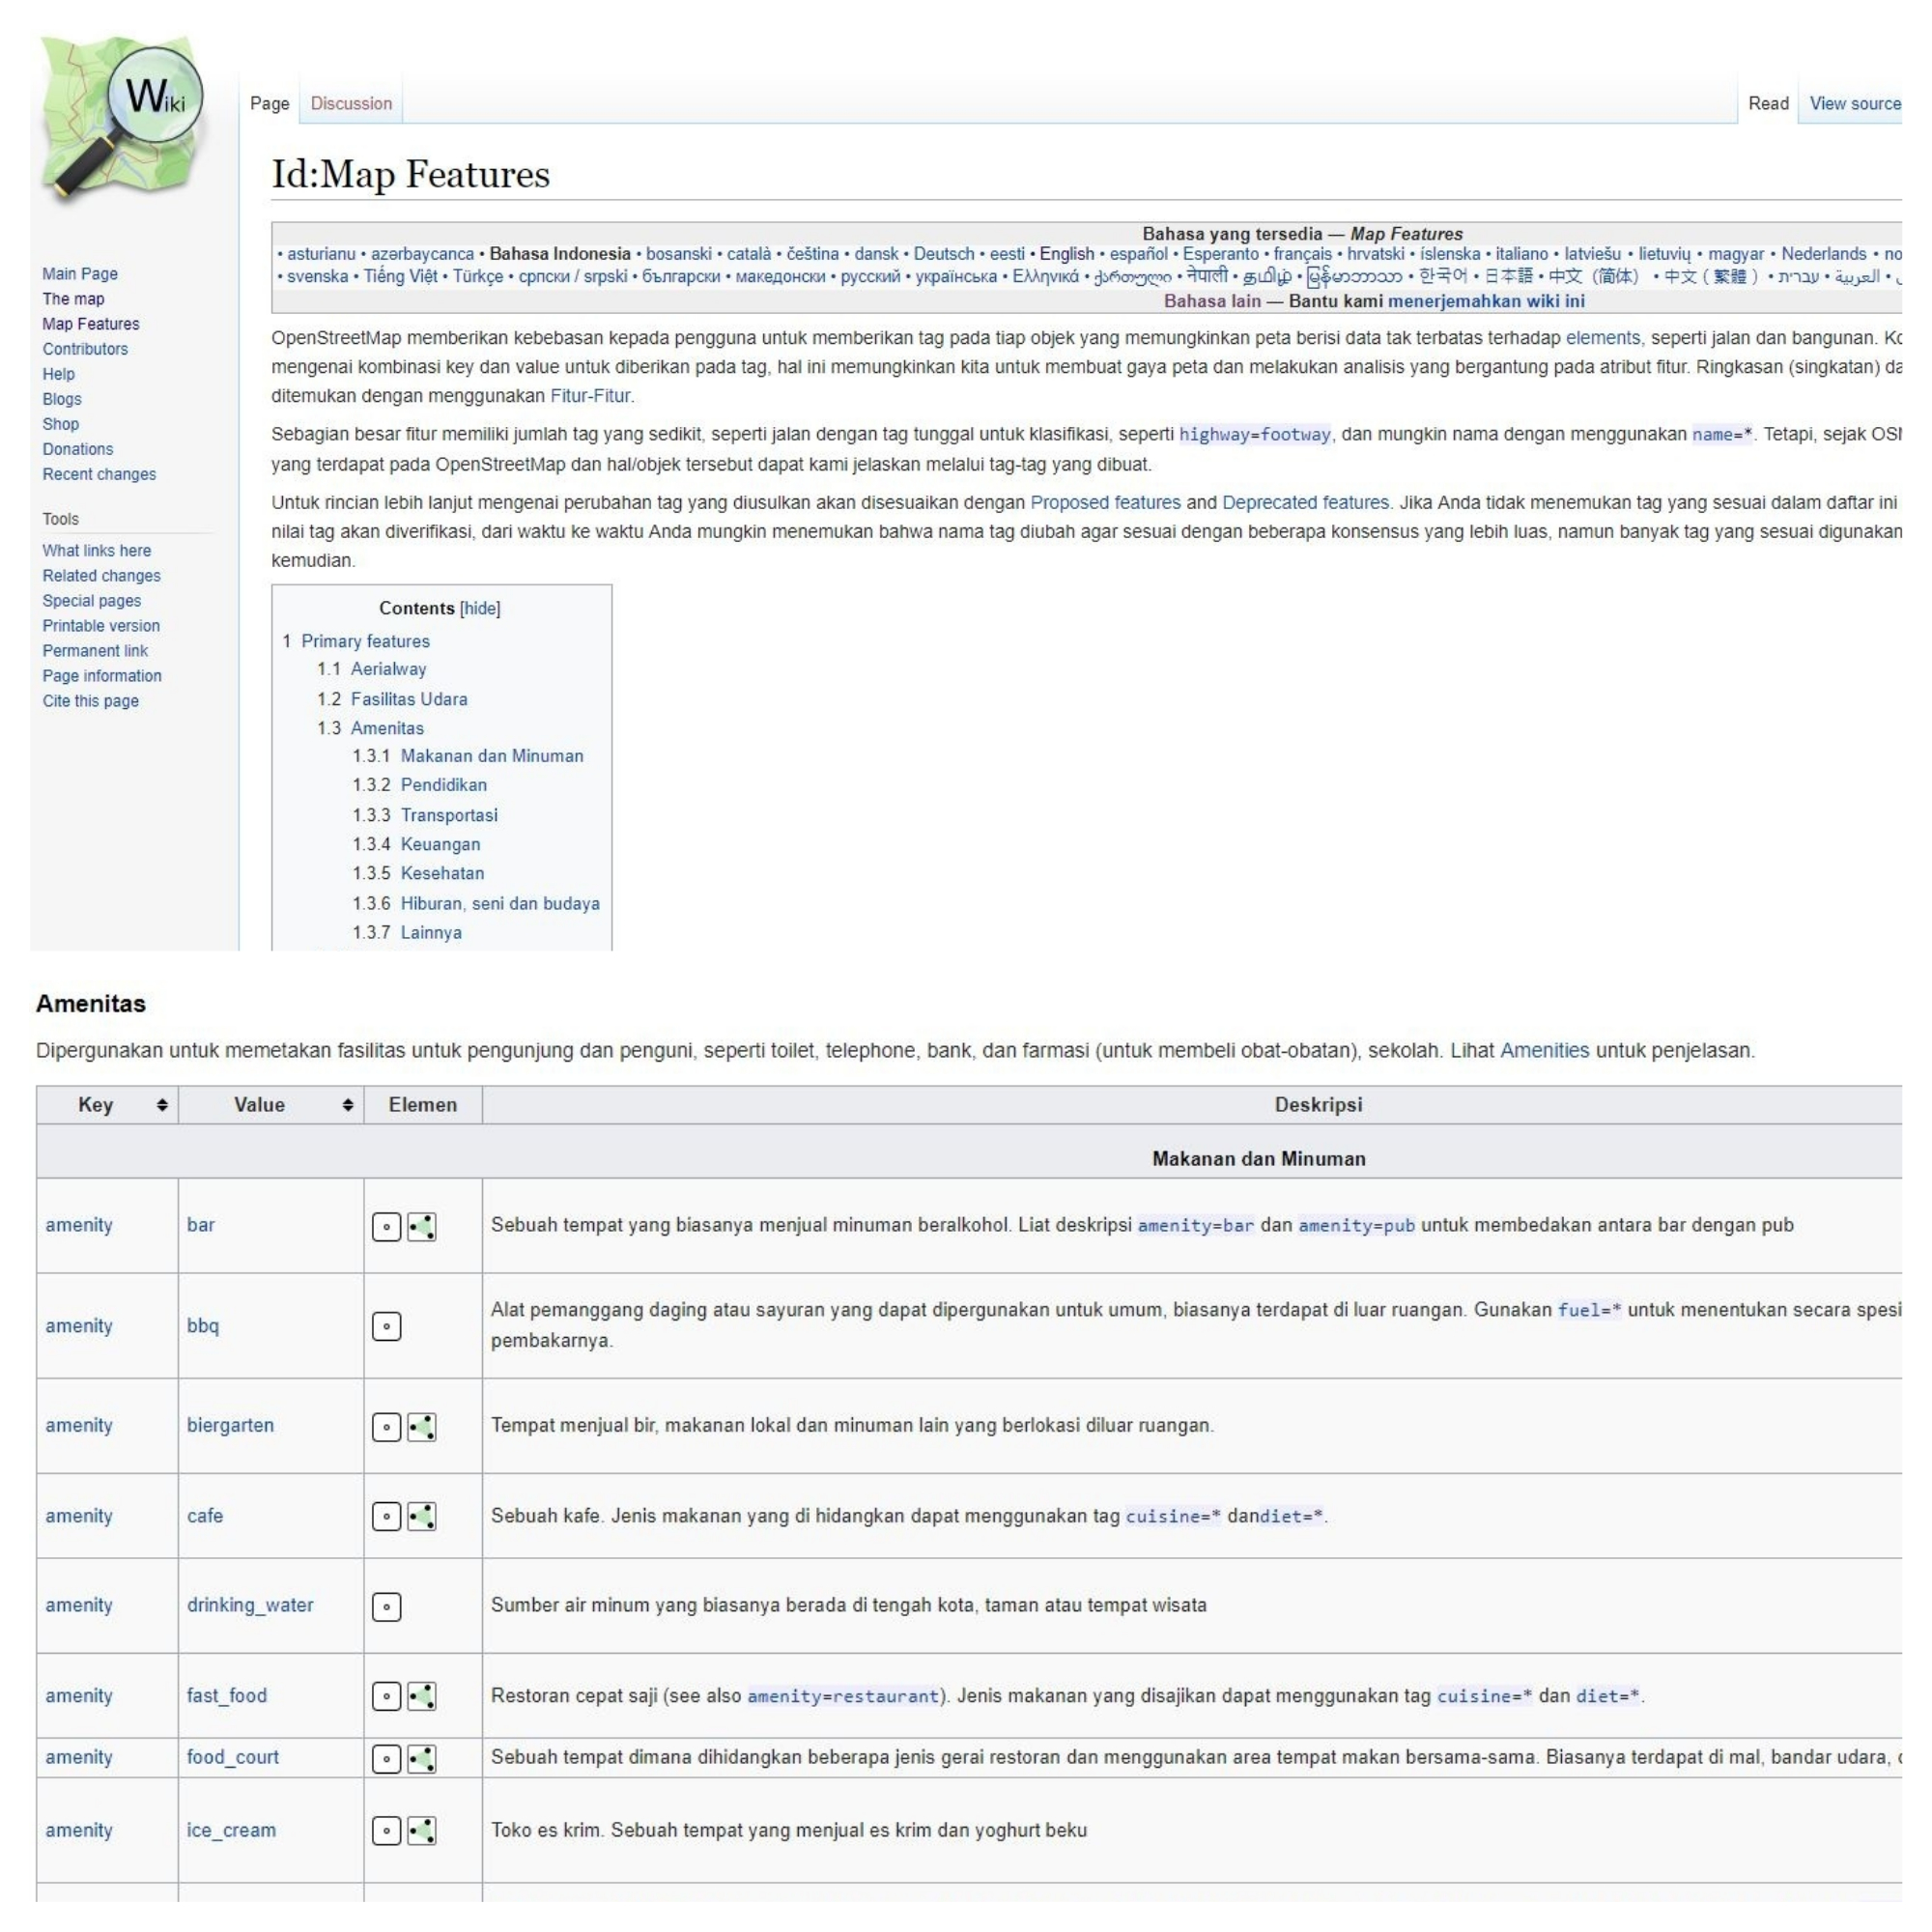 Wiki
Page Discussion Read View source
Id:Map Features
Bahasa yang tersedia — Map Features
• asturianu • azərbaycanca • Bahasa Indonesia • bosanski • català • čeština • dansk • Deutsch • eesti • English • español • Esperanto • français • hrvatski • íslenska • italiano • latviešu • lietuvių • magyar • Nederlands • no
• svenska • Tiếng Việt • Türkçe • српски / srpski • български • македонски • русский • українська • Ελληνικά • ქართული • नेपाली • தமிழ் • မြန်မာဘာသာ • 한국어 • 日本語 • 中文（简体） • 中文 ( 繁體 ) • עברית • العربية •
Bahasa lain — Bantu kami menerjemahkan wiki ini
Main Page
The map
Map Features
Contributors
Help
Blogs
Shop
Donations
Recent changes
Tools
What links here
Related changes
Special pages
Printable version
Permanent link
Page information
Cite this page
OpenStreetMap memberikan kebebasan kepada pengguna untuk memberikan tag pada tiap objek yang memungkinkan peta berisi data tak terbatas terhadap elements, seperti jalan dan bangunan.
mengenai kombinasi key dan value untuk diberikan pada tag, hal ini memungkinkan kita untuk membuat gaya peta dan melakukan analisis yang bergantung pada atribut fitur. Ringkasan (singkatan) da
ditemukan dengan menggunakan Fitur-Fitur.
Sebagian besar fitur memiliki jumlah tag yang sedikit, seperti jalan dengan tag tunggal untuk klasifikasi, seperti highway=footway, dan mungkin nama dengan menggunakan name=*. Tetapi, sejak
yang terdapat pada OpenStreetMap dan hal/objek tersebut dapat kami jelaskan melalui tag-tag yang dibuat.
Untuk rincian lebih lanjut mengenai perubahan tag yang diusulkan akan disesuaikan dengan Proposed features and Deprecated features. Jika Anda tidak menemukan tag yang sesuai dalam daftar ini
nilai tag akan diverifikasi, dari waktu ke waktu Anda mungkin menemukan bahwa nama tag diubah agar sesuai dengan beberapa konsensus yang lebih luas, namun banyak tag yang sesuai digunakan
kemudian.
Contents [hide]
1 Primary features
1.1 Aerialway
1.2 Fasilitas Udara
1.3 Amenitas
1.3.1 Makanan dan Minuman
1.3.2 Pendidikan
1.3.3 Transportasi
1.3.4 Keuangan
1.3.5 Kesehatan
1.3.6 Hiburan, seni dan budaya
1.3.7 Lainnya
Amenitas
Dipergunakan untuk memetakan fasilitas untuk pengunjung dan penguni, seperti toilet, telephone, bank, dan farmasi (untuk membeli obat-obatan), sekolah. Lihat Amenities untuk penjelasan.
Key Value Elemen Deskripsi
Makanan dan Minuman
amenity bar Sebuah tempat yang biasanya menjual minuman beralkohol. Liat deskripsi amenity=bar dan amenity=pub untuk membedakan antara bar dengan pub
amenity bbq Alat pemanggang daging atau sayuran yang dapat dipergunakan untuk umum, biasanya terdapat di luar ruangan. Gunakan fuel=* untuk menentukan secara spesi
pembakarnya.
amenity biergarten Tempat menjual bir, makanan lokal dan minuman lain yang berlokasi diluar ruangan.
amenity cafe Sebuah kafe. Jenis makanan yang di hidangkan dapat menggunakan tag cuisine=* dandiet=*.
amenity drinking_water Sumber air minum yang biasanya berada di tengah kota, taman atau tempat wisata
amenity fast_food Restoran cepat saji (see also amenity=restaurant). Jenis makanan yang disajikan dapat menggunakan tag cuisine=* dan diet=*.
amenity food_court Sebuah tempat dimana dihidangkan beberapa jenis gerai restoran dan menggunakan area tempat makan bersama-sama. Biasanya terdapat di mal, bandar udara,
amenity ice_cream Toko es krim. Sebuah tempat yang menjual es krim dan yoghurt beku